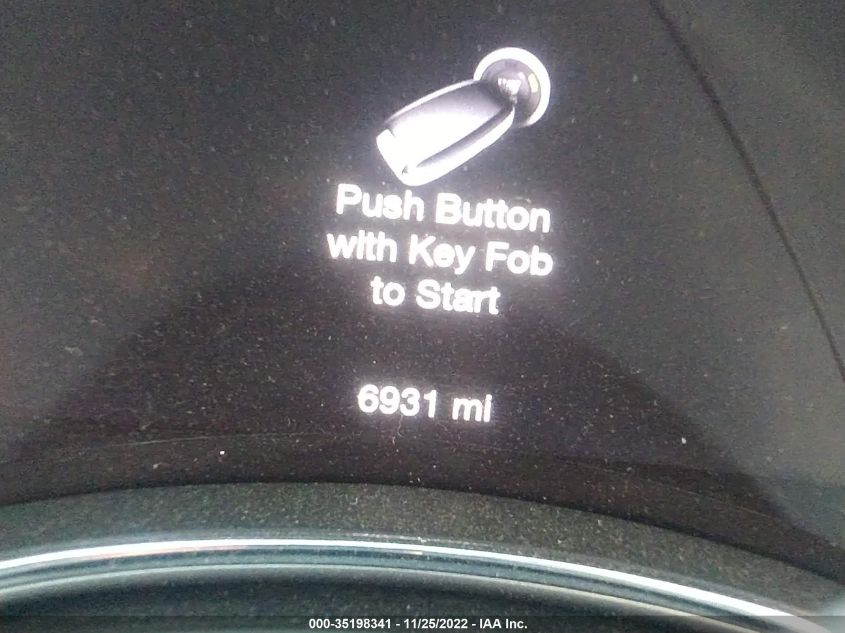 Push Button
with Key Fob
to Start
6931 mi
000-35198341 - 11/25/2022 - IAA Inc.